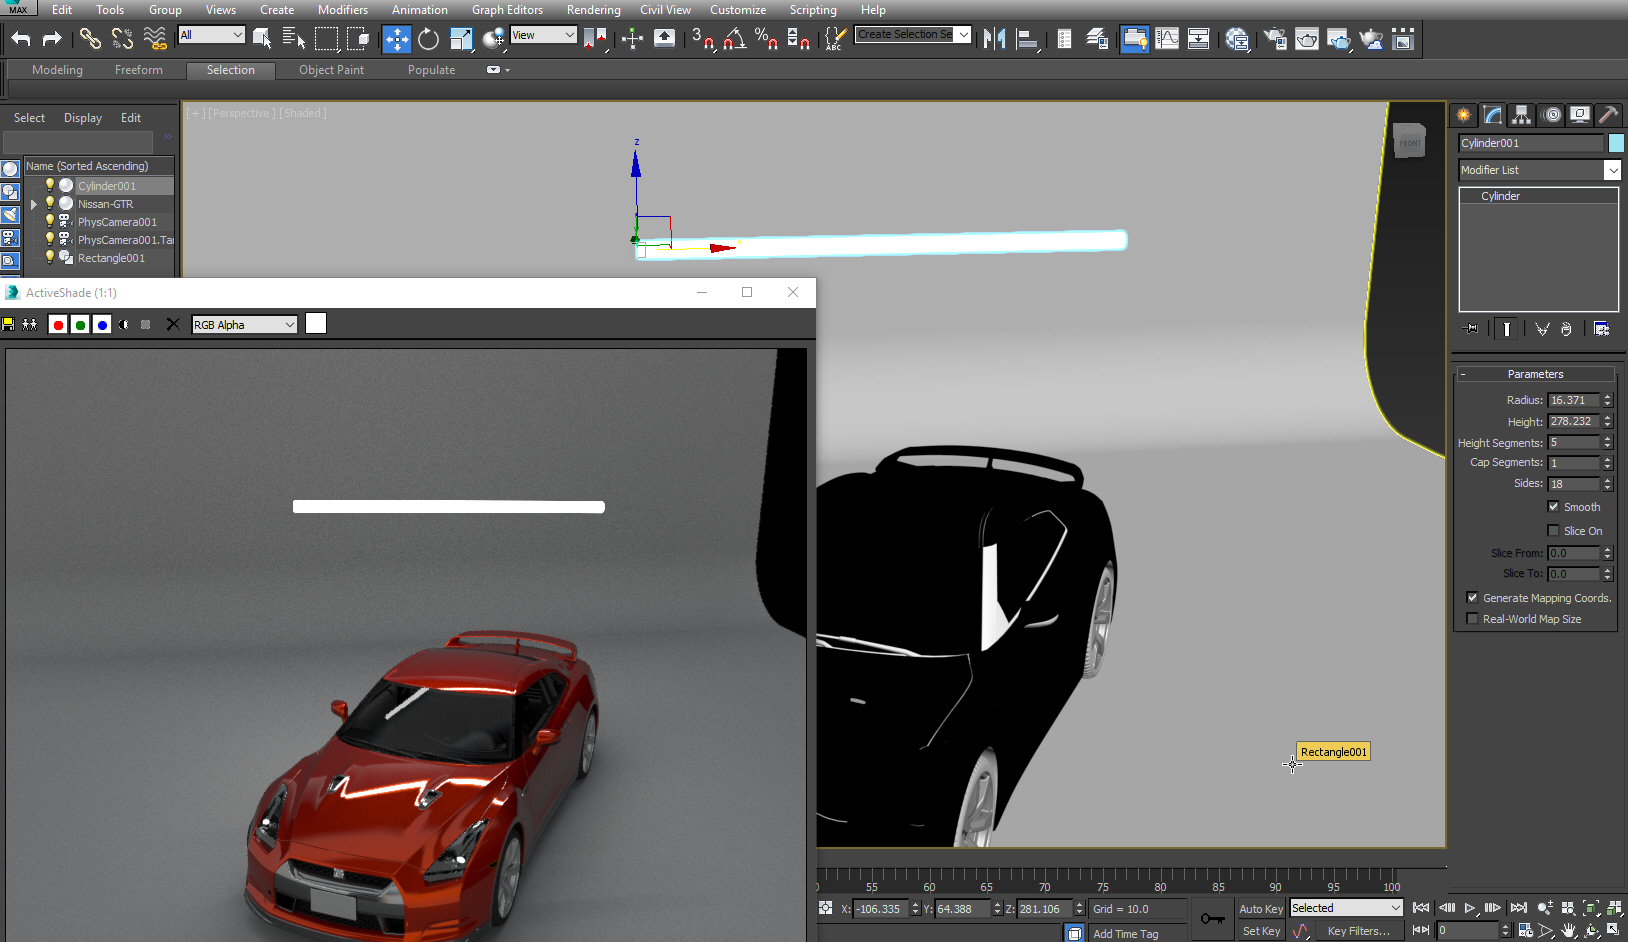 MAX Edit Tools Group Views Create Modifiers Animation Graph Editors Rendering Civil View Customize Scripting Help
All View 3 % ABC Create Selection Se
Modeling Freeform Selection Object Paint Populate
Select Display Edit
[+][Perspective][Shaded]
Name (Sorted Ascending)
Cylinder001
Nissan-GTR
PhysCamera001
PhysCamera001.Tar
Rectangle001
z
FRONT
ActiveShade (1:1)
RGB Alpha
Cylinder001
Modifier List
Cylinder
- Parameters
Radius: 16.371
Height: 278.232
Height Segments: 5
Cap Segments: 1
Sides: 18
Smooth
Slice On
Slice From: 0.0
Slice To: 0.0
Generate Mapping Coords.
Real-World Map Size
Rectangle001
55 60 65 70 75 80 85 90 95 100
X: -106.335 Y: 64.388 Z: 281.106 Grid = 10.0 Auto Key Selected
Add Time Tag Set Key Key Filters... 0